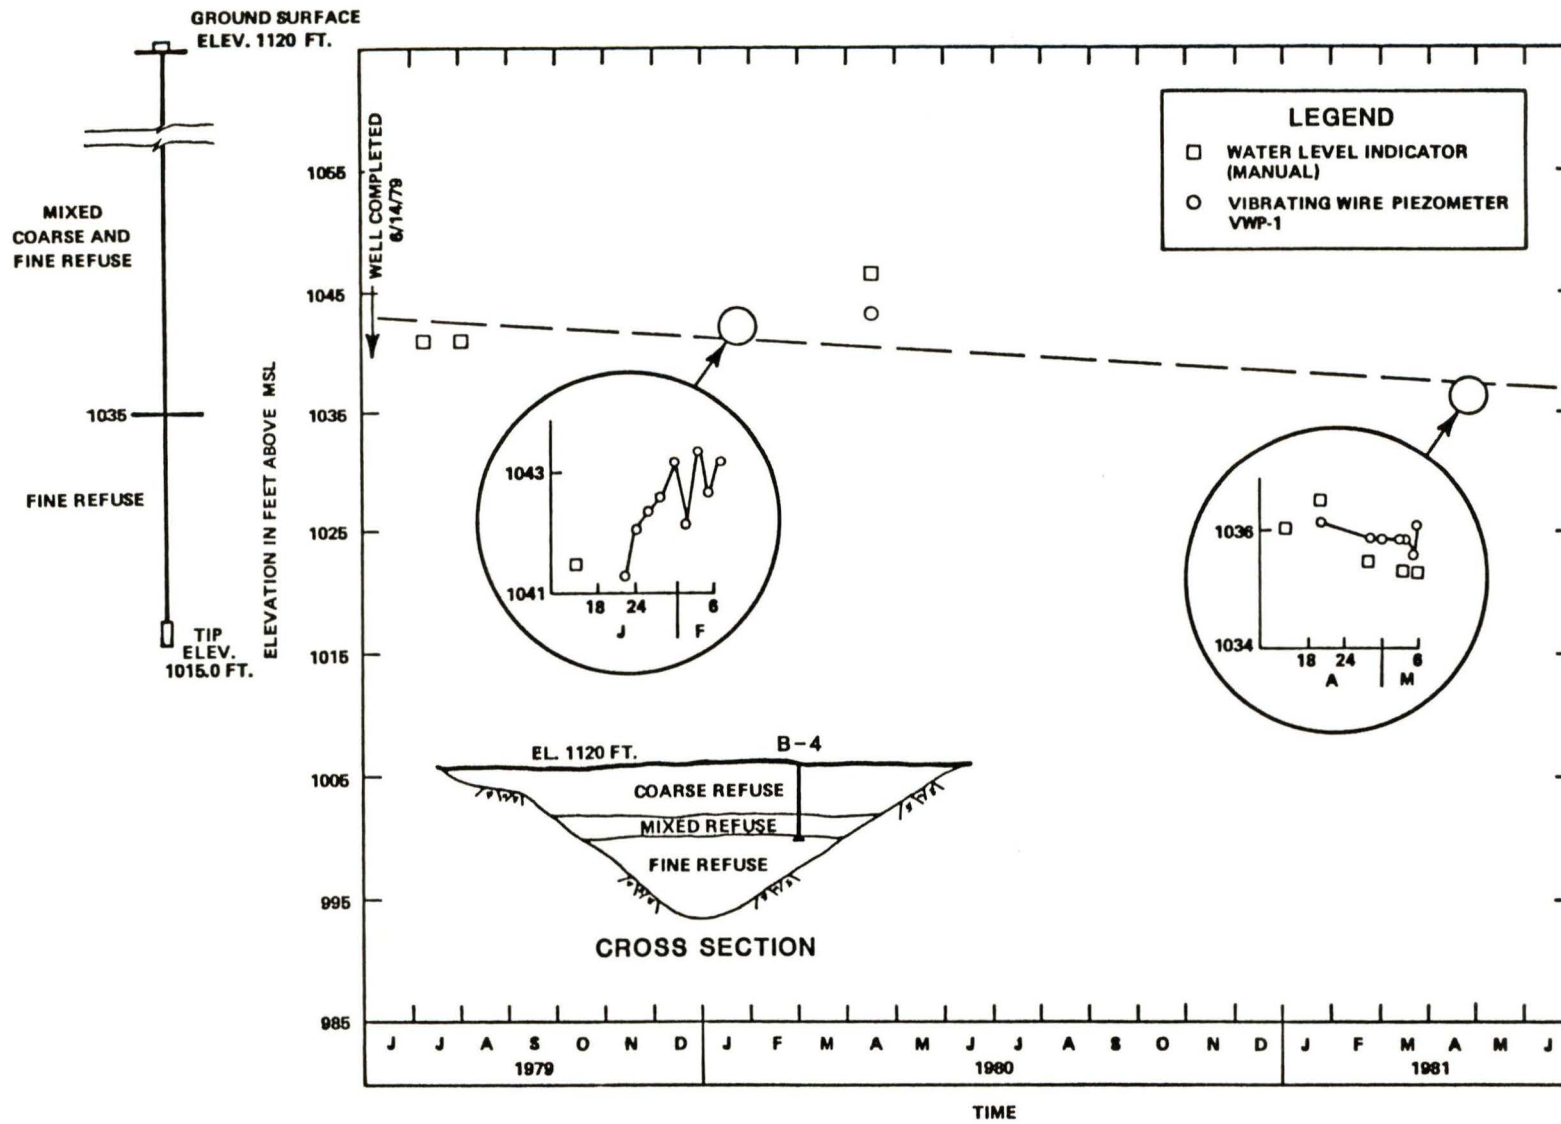 GROUND SURFACE
ELEV. 1120 FT.
MIXED
COARSE AND
FINE REFUSE
1035
FINE REFUSE
TIP
ELEV.
1015.0 FT.
ELEVATION IN FEET ABOVE MSL
1055
1045
1035
1025
1015
1005
995
985
WELL COMPLETED
6/14/79
LEGEND
WATER LEVEL INDICATOR
(MANUAL)
VIBRATING WIRE PIEZOMETER
VWP-1
1043
1041
18 24 6
J F
1036
1034
18 24 6
A M
EL. 1120 FT.
B-4
COARSE REFUSE
MIXED REFUSE
FINE REFUSE
CROSS SECTION
J J A S O N D J F M A M J J A S O N D J F M A M J
1979 1980 1981
TIME